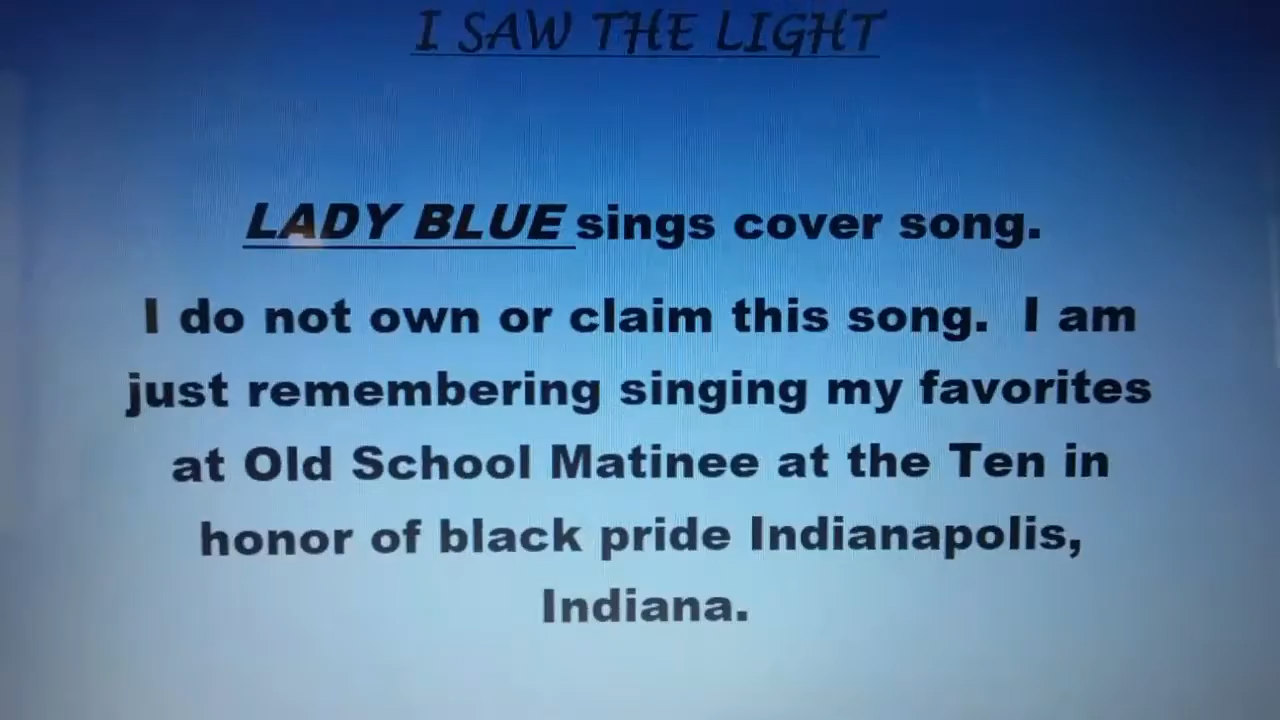 I SAW THE LIGHT
LADY BLUE sings cover song.
I do not own or claim this song. I am
just remembering singing my favorites
at Old School Matinee at the Ten in
honor of black pride Indianapolis,
Indiana.